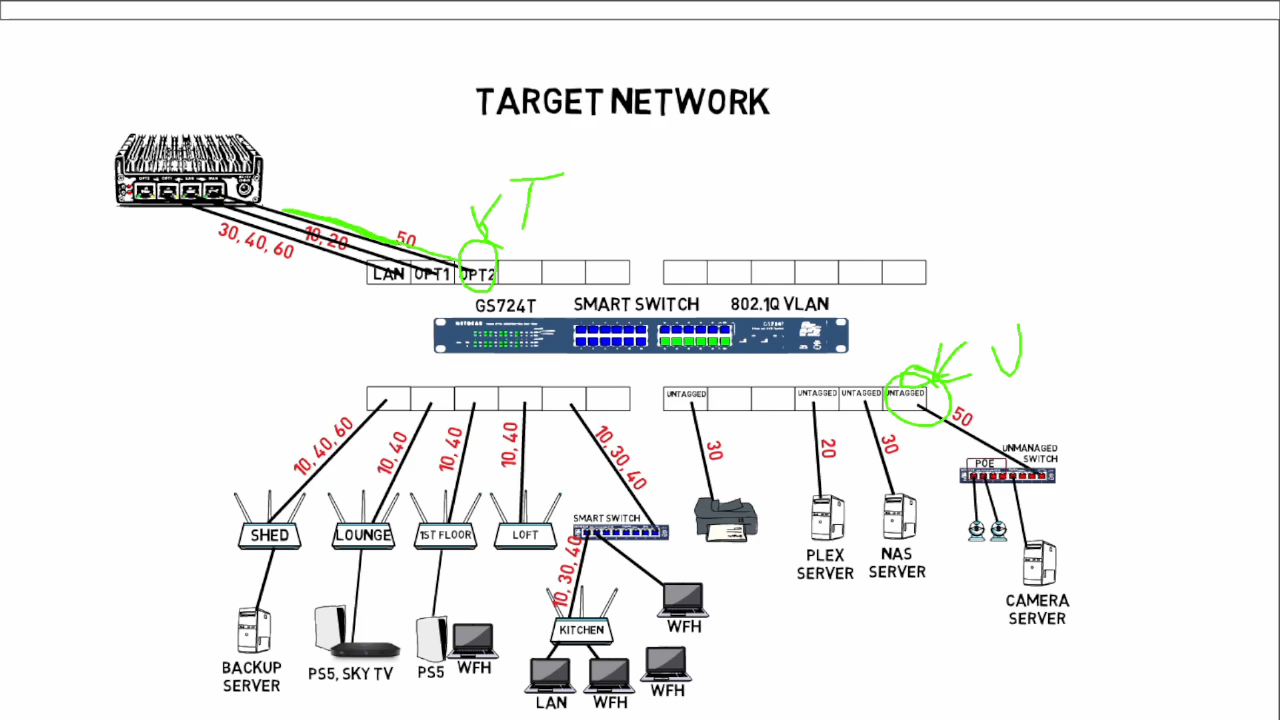 TARGET NETWORK
T
30, 40, 60
10, 20
50
LAN OPT1 OPT2
GS724T SMART SWITCH 802.1Q VLAN
NETGEAR
U
UNTAGGED UNTAGGED UNTAGGED UNTAGGED
10, 40, 60
10, 40
10, 40
10, 40
10, 30, 40
30
20
30
50
UNMANAGED
SWITCH
POE
SMART SWITCH
SHED LOUNGE 1ST FLOOR LOFT
10, 30, 40
PLEX
SERVER
NAS
SERVER
CAMERA
SERVER
KITCHEN
WFH
BACKUP
SERVER
PS5, SKY TV
PS5
WFH
LAN
WFH
WFH